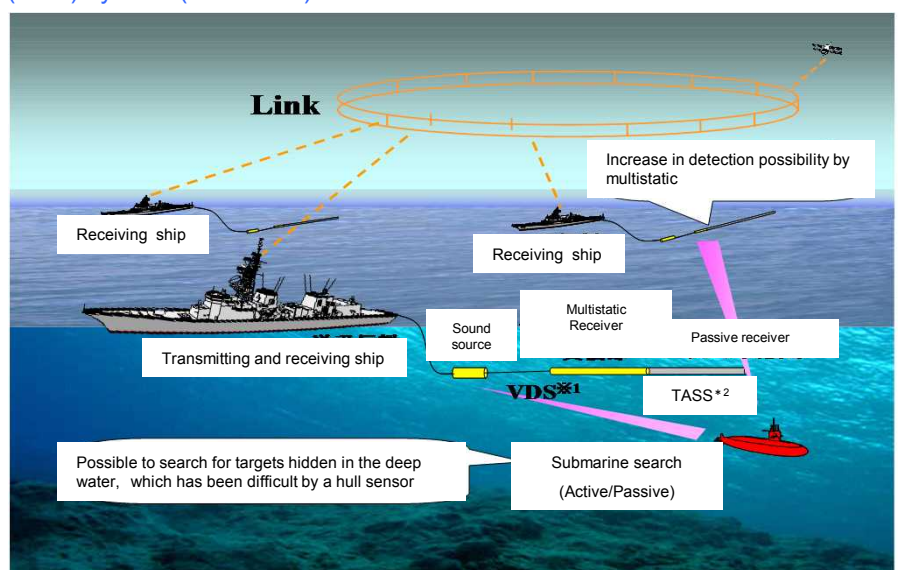 Link
Increase in detection possibility by
multistatic
Receiving ship
Receiving ship
Transmitting and receiving ship
Sound
source
Multistatic
Receiver
Passive receiver
VDS※1
TASS*2
Possible to search for targets hidden in the deep
water, which has been difficult by a hull sensor
Submarine search
(Active/Passive)